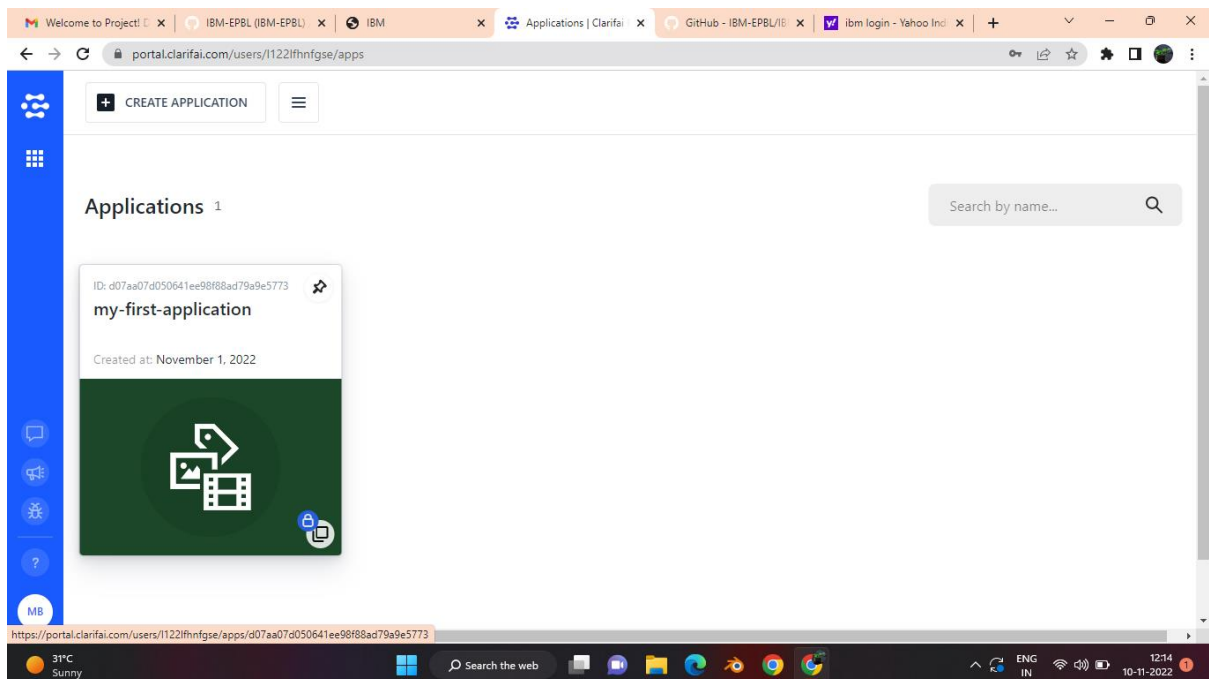 Welcome to Project! D
IBM-EPBL (IBM-EPBL)
IBM
Applications | Clarifai
GitHub - IBM-EPBL/IB
ibm login - Yahoo Ind
portal.clarifai.com/users/l122lfhnfgse/apps
CREATE APPLICATION
Applications 1
Search by name...
ID: d07aa07d050641ee98f88ad79a9e5773
my-first-application
Created at: November 1, 2022
?
MB
https://portal.clarifai.com/users/l122lfhnfgse/apps/d07aa07d050641ee98f88ad79a9e5773
31°C
Sunny
Search the web
ENG
IN
12:14
10-11-2022
1